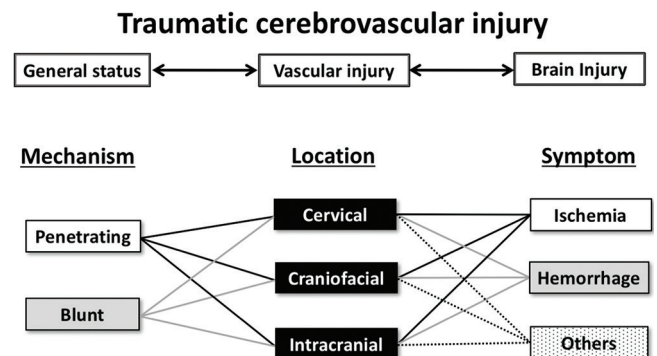 Traumatic cerebrovascular injury
General status
Vascular injury
Brain Injury
Mechanism
Location
Symptom
Penetrating
Blunt
Cervical
Craniofacial
Intracranial
Ischemia
Hemorrhage
Others